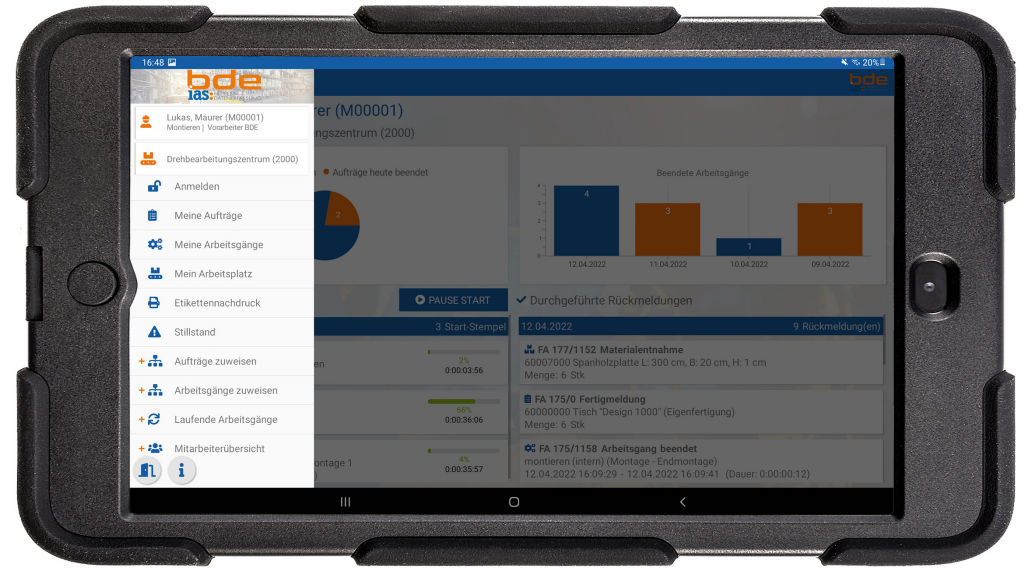 16:48
20%
bde
ias:
Lukas, Maurer (M00001)
Montieren | Vorarbeiter BDE
Drehbearbeitungszentrum (2000)
Anmelden
Meine Aufträge
Meine Arbeitsgänge
Mein Arbeitsplatz
Etikettennachdruck
Stillstand
+ Aufträge zuweisen
+ Arbeitsgänge zuweisen
+ Laufende Arbeitsgänge
+ Mitarbeiterübersicht
bde
rer (M00001)
ngszentrum (2000)
Aufträge heute beendet
2
PAUSE START
3 Start-Stempel
en
2%
0:00:03:56
66%
0:00:36:06
ontage 1
4%
0:00:35:57
Beendete Arbeitsgänge
4
3
2
1
0
4
3
1
3
12.04.2022 11.04.2022 10.04.2022 09.04.2022
Durchgeführte Rückmeldungen
12.04.2022 9 Rückmeldung(en)
FA 177/1152 Materialentnahme
60007000 Spanholzplatte L: 300 cm, B: 20 cm, H: 1 cm
Menge: 6 Stk
FA 175/0 Fertigmeldung
60000000 Tisch "Design 1000" (Eigenfertigung)
Menge: 6 Stk
FA 175/1158 Arbeitsgang beendet
montieren (intern) (Montage - Endmontage)
12.04.2022 16:09:29 - 12.04.2022 16:09:41 (Dauer: 0:00:00:12)